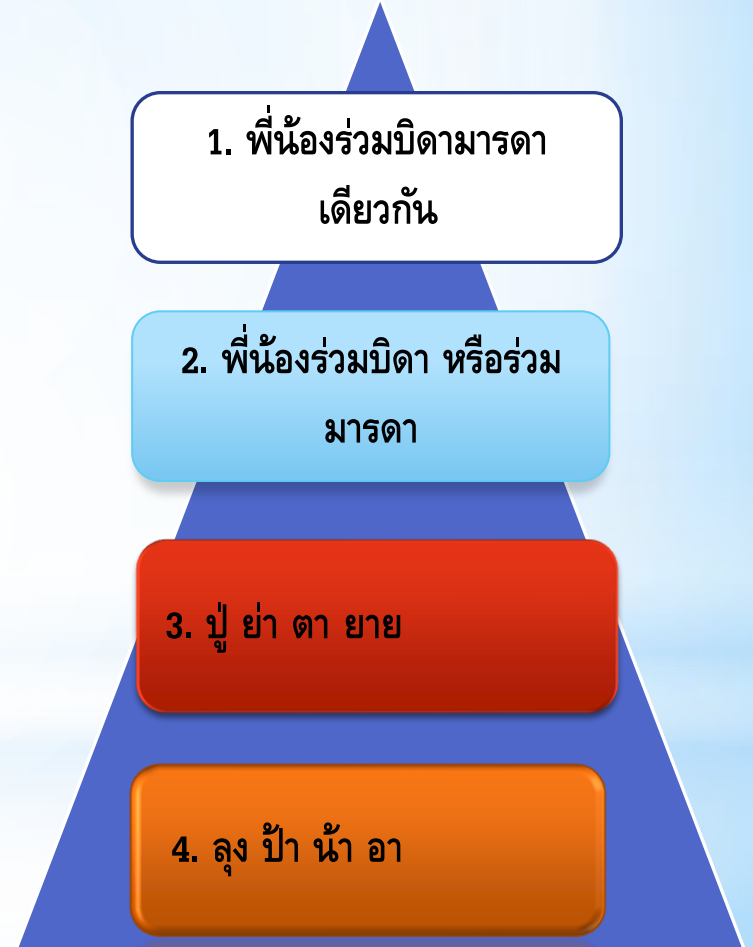 1. พี่น้องร่วมบิดามารดา
เดียวกัน
2. พี่น้องร่วมบิดา หรือร่วม
มารดา
3. ปู่ ย่า ตา ยาย
4. ลุง ป้า น้า อา